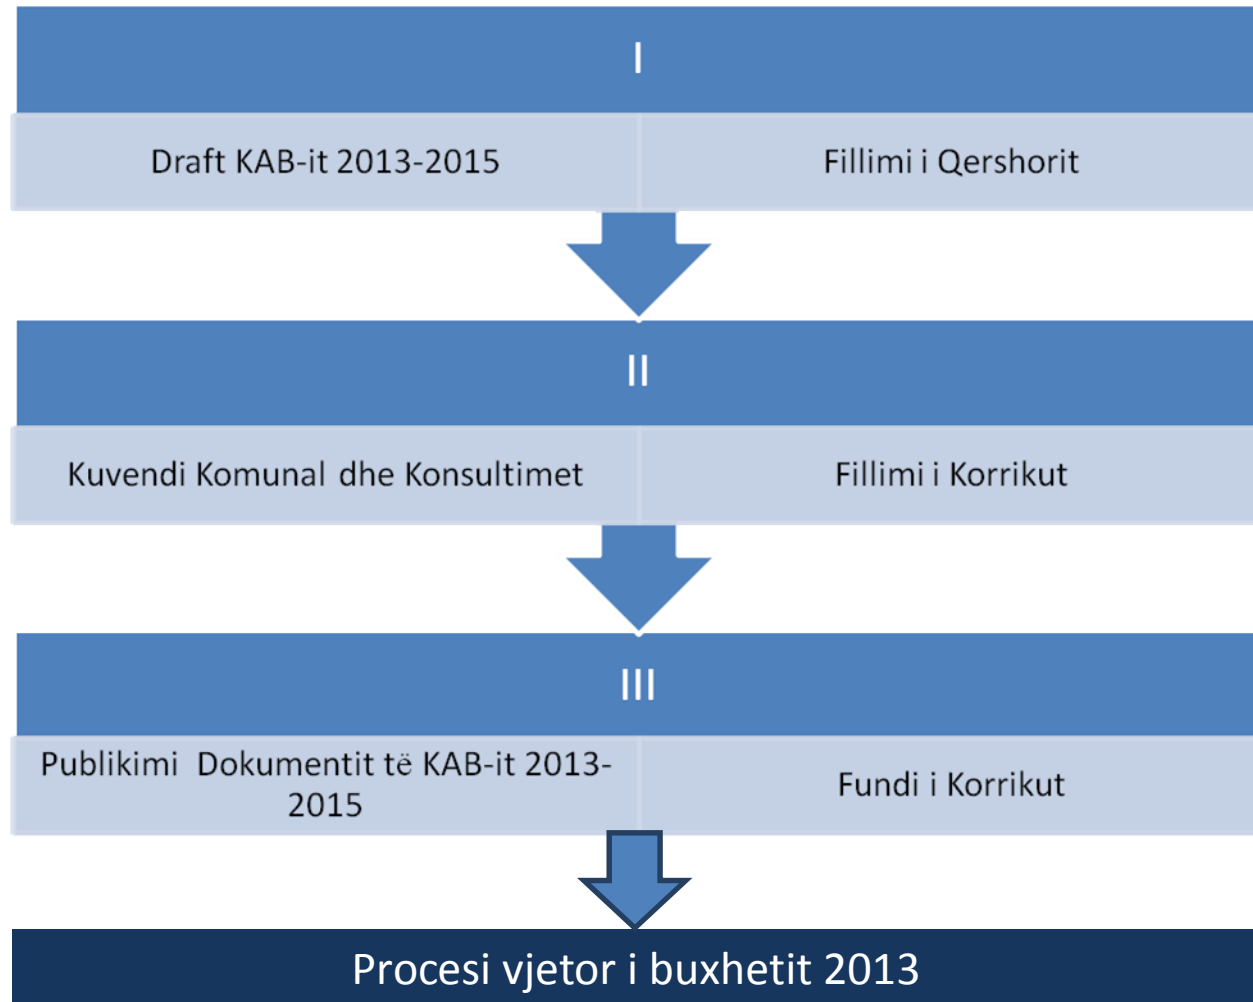 I
Draft KAB-it 2013-2015
Fillimi i Qershorit
II
Kuvendi Komunal dhe Konsultimet
Fillimi i Korrikut
III
Publikimi Dokumentit të KAB-it 2013-
2015
Fundi i Korrikut
Procesi vjetor i buxhetit 2013